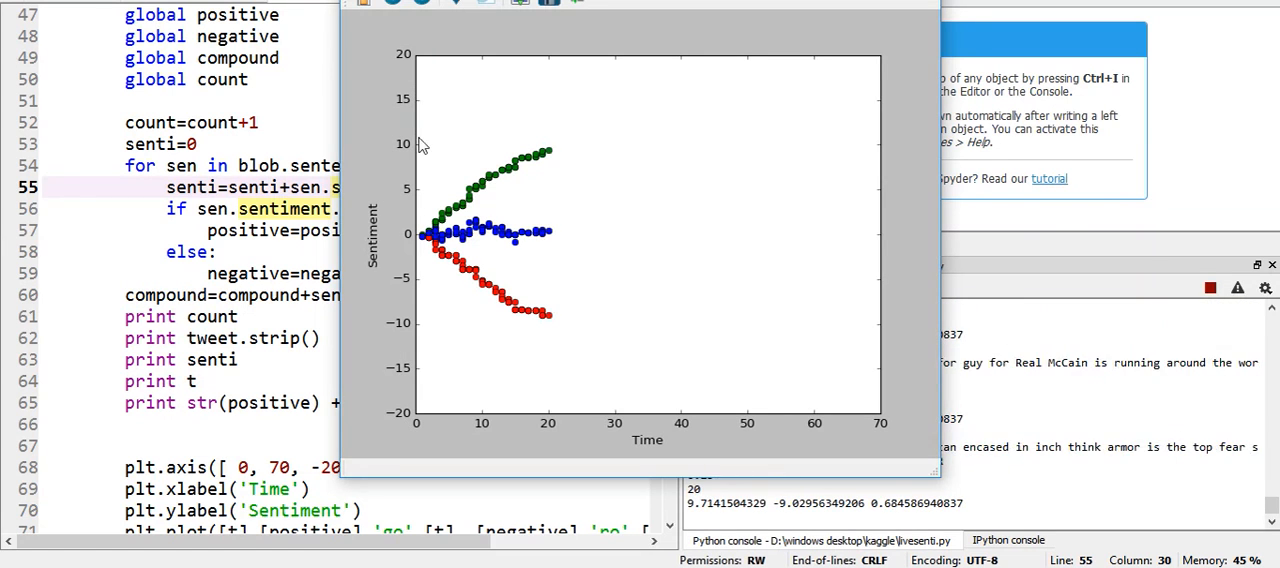 47 global positive
48 global negative
49 global compound
50 global count
51
52 count=count+1
53 senti=0
54 for sen in blob.sente
55 senti=senti+sen.s
56 if sen.sentiment.
57 positive=posi
58 else:
59 negative=nega
60 compound=compound+sen
61 print count
62 print tweet.strip()
63 print senti
64 print t
65 print str(positive) +
66
67
68 plt.axis([ 0, 70, -20
69 plt.xlabel('Time')
70 plt.ylabel('Sentiment')
71 plt.plot([t],[positive],'go',[t], [negative],'ro',[
20
15
10
5
0
−5
−10
−15
−20
Sentiment
0 10 20 30 40 50 60 70
Time
p of any object by pressing Ctrl+I in
he Editor or the Console.
wn automatically after writing a left
n object. You can activate this
es > Help.
Spyder? Read our tutorial
0837
for guy for Real McCain is running around the wor
0837
an encased in inch think armor is the top fear s
20
9.7141504329 -9.02956349206 0.684586940837
Python console - D:\windows desktop\kaggle\livesenti.py IPython console
Permissions: RW End-of-lines: CRLF Encoding: UTF-8 Line: 55 Column: 30 Memory: 45 %